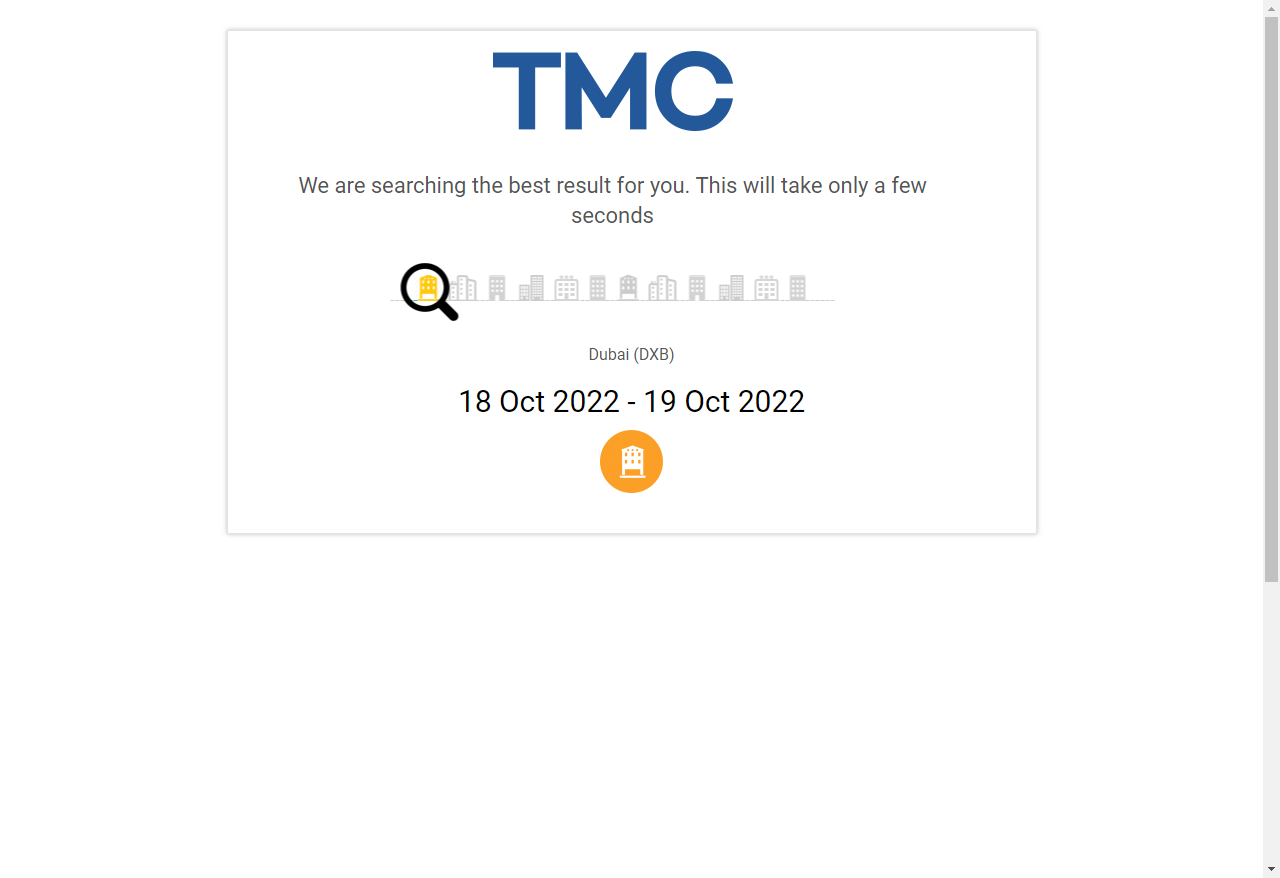 TMC
We are searching the best result for you. This will take only a few
seconds
Dubai (DXB)
18 Oct 2022 - 19 Oct 2022